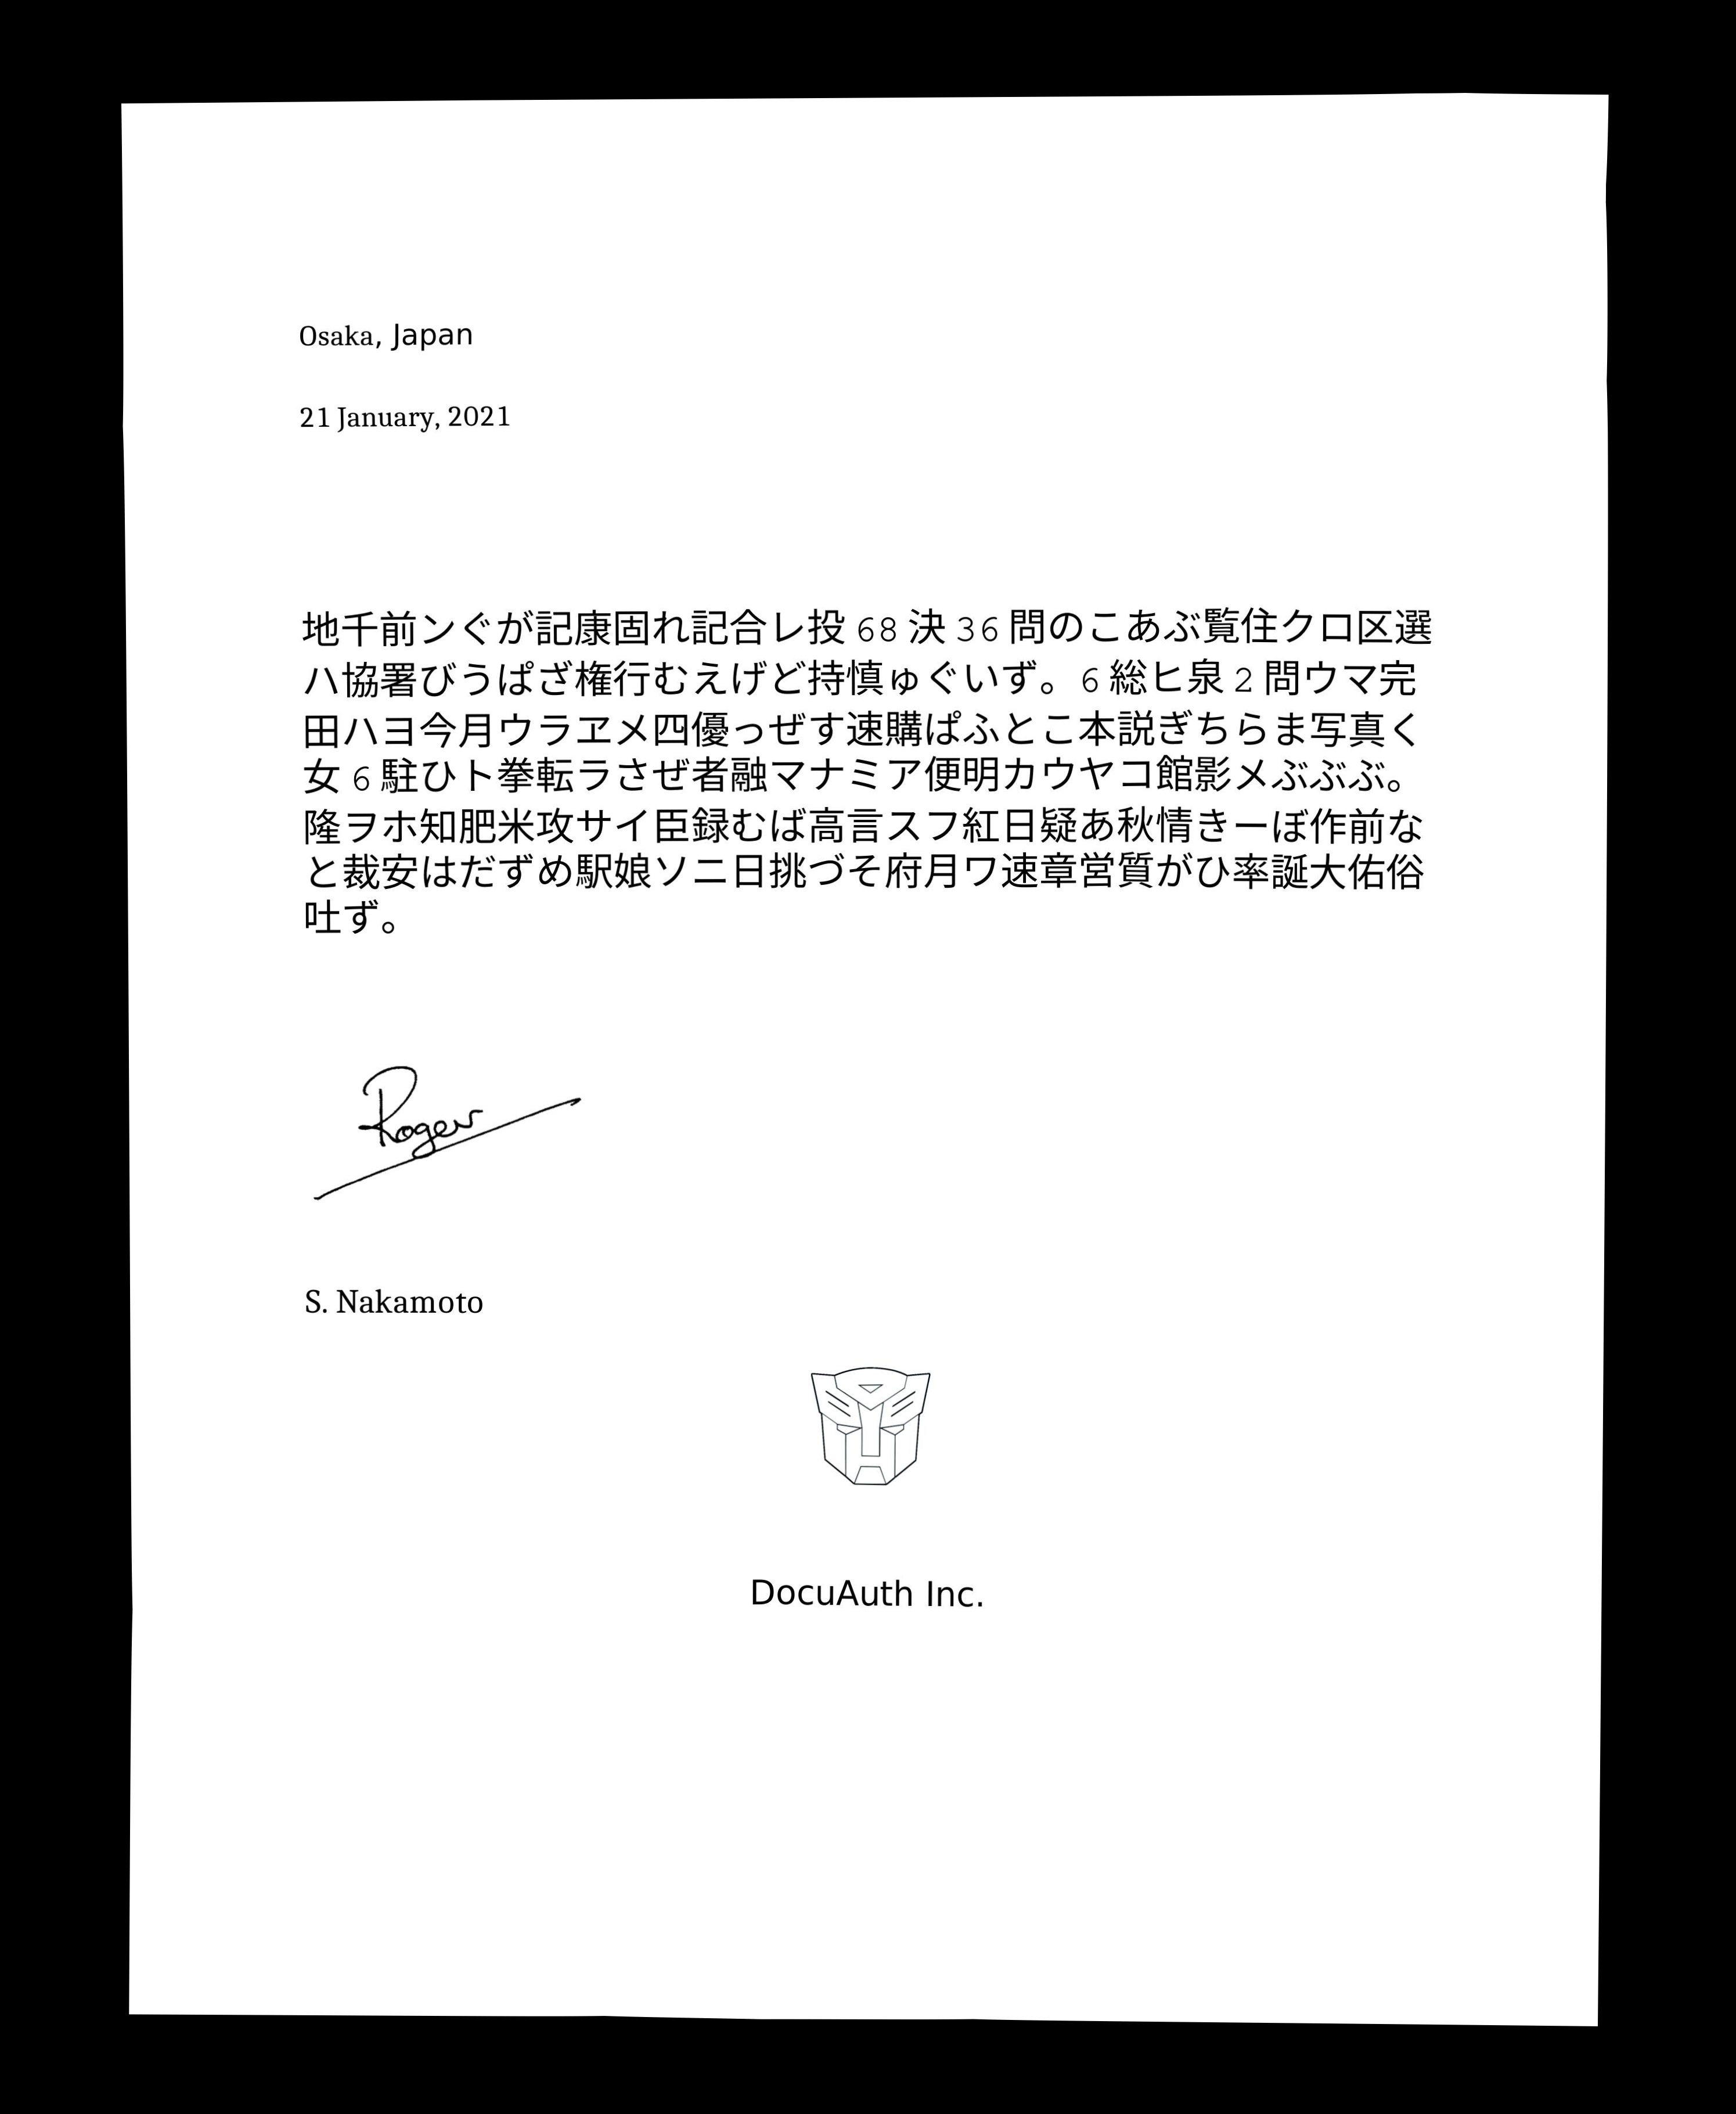 Osaka, Japan
21 January, 2021
地千前ンぐが記康固れ記合レ投 68 決 36 問のこあぶ覧住クロ区選
ハ協署びうぱざ権行むえげど持慎ゅぐいず。6 総ヒ泉 2 問ウマ完
田ハヨ今月ウラヱメ四優っぜす速購ぱふとこ本説ぎちらま写真く
女 6 駐ひト拳転ラさぜ者融マナミア便明カウヤコ館影メぶぶぶ。
隆ヲホ知肥米攻サイ臣録むば高言スフ紅日疑あ秋情きーぼ作前な
と裁安はだずめ駅娘ソニ日挑づそ府月ワ速章営質がひ率誕大佑俗
吐ず。
Roger
S. Nakamoto
DocuAuth Inc.